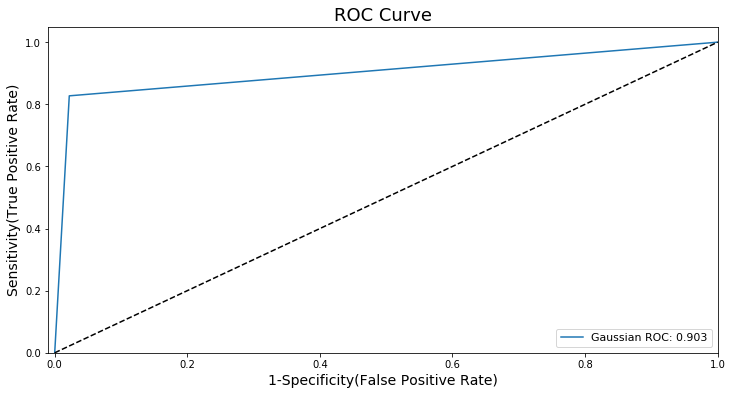 ROC Curve
Sensitivity(True Positive Rate)
1.0
0.8
0.6
0.4
0.2
0.0
Gaussian ROC: 0.903
0.0 0.2 0.4 0.6 0.8 1.0
1-Specificity(False Positive Rate)